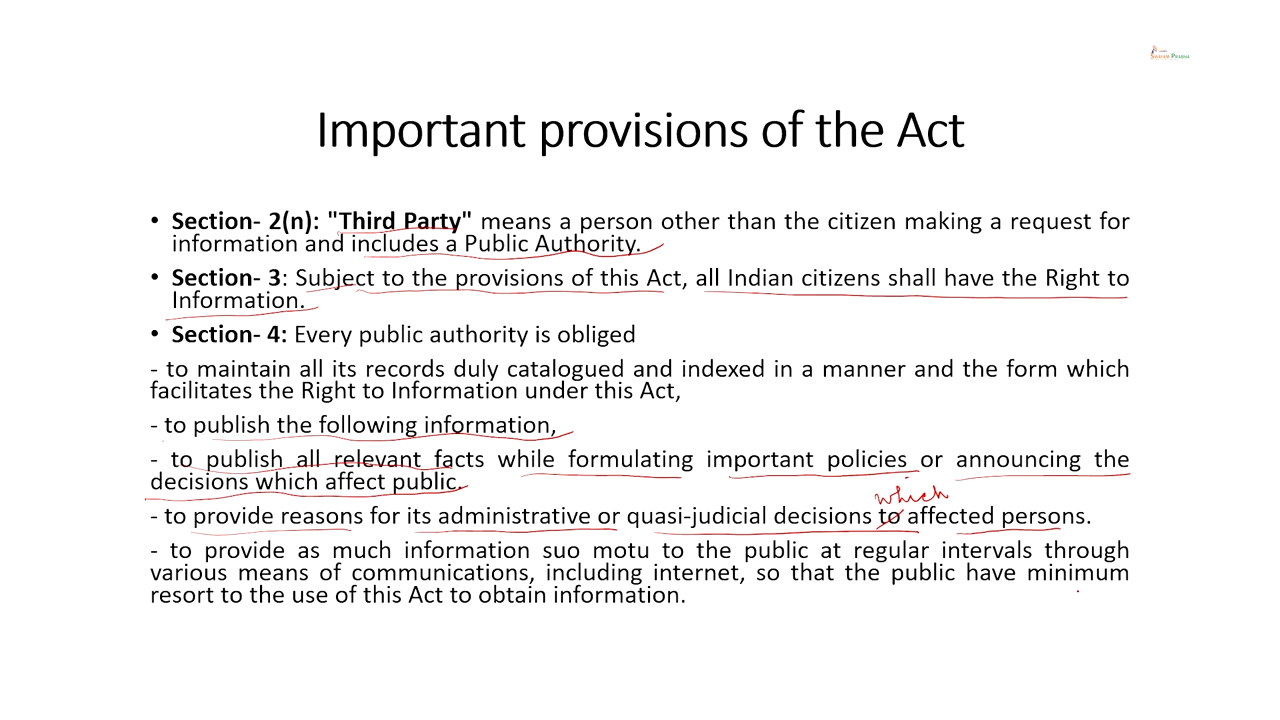 Important provisions of the Act
• Section- 2(n): "Third Party" means a person other than the citizen making a request for
information and includes a Public Authority.
• Section- 3: Subject to the provisions of this Act, all Indian citizens shall have the Right to
Information.
• Section- 4: Every public authority is obliged
- to maintain all its records duly catalogued and indexed in a manner and the form which
facilitates the Right to Information under this Act,
- to publish the following information,
- to publish all relevant facts while formulating important policies or announcing the
decisions which affect public.
which
- to provide reasons for its administrative or quasi-judicial decisions to affected persons.
- to provide as much information suo motu to the public at regular intervals through
various means of communications, including internet, so that the public have minimum
resort to the use of this Act to obtain information.